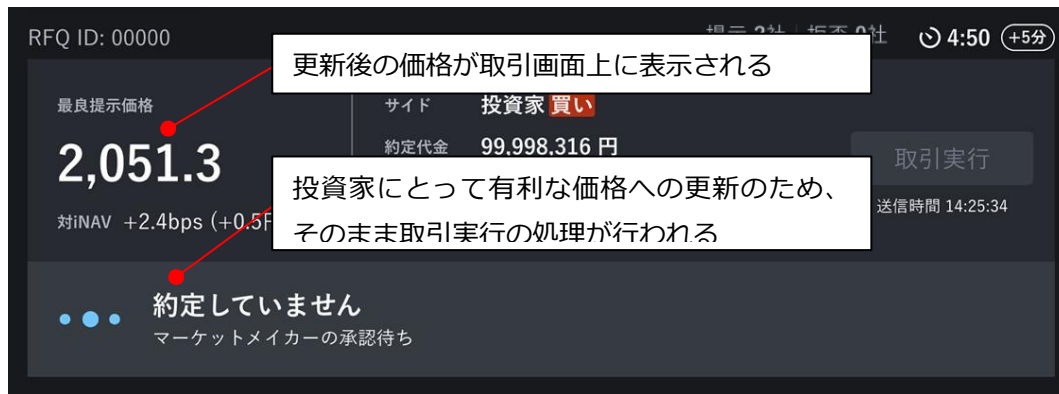 RFQ ID: 00000
4:50 +5分
更新後の価格が取引画面上に表示される
最良提示価格
サイド 投資家 買い
2,051.3
約定代金 99,998,316 円
取引実行
投資家にとって有利な価格への更新のため、
そのまま取引実行の処理が行われる
送信時間 14:25:34
対iNAV +2.4bps (+0.5
約定していません
マーケットメイカーの承認待ち